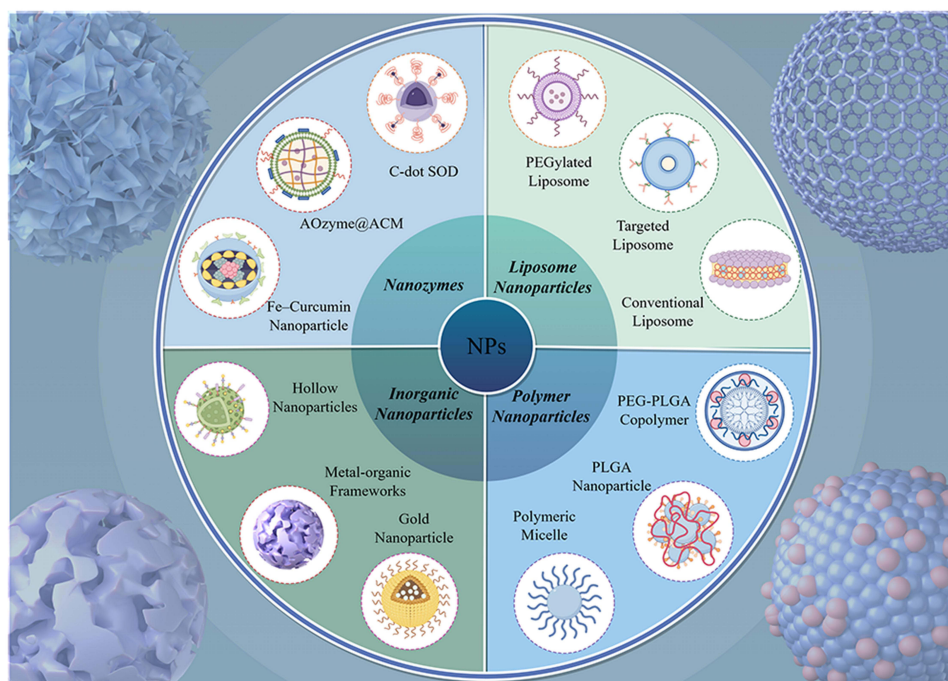 C-dot SOD
AOzyme@ACM
Fe–Curcumin
Nanoparticle
Nanozymes
PEGylated
Liposome
Targeted
Liposome
Conventional
Liposome
Liposome
Nanoparticles
NPs
Hollow
Nanoparticles
Metal-organic
Frameworks
Gold
Nanoparticle
Inorganic
Nanoparticles
Polymer
Nanoparticles
PEG-PLGA
Copolymer
PLGA
Nanoparticle
Polymeric
Micelle